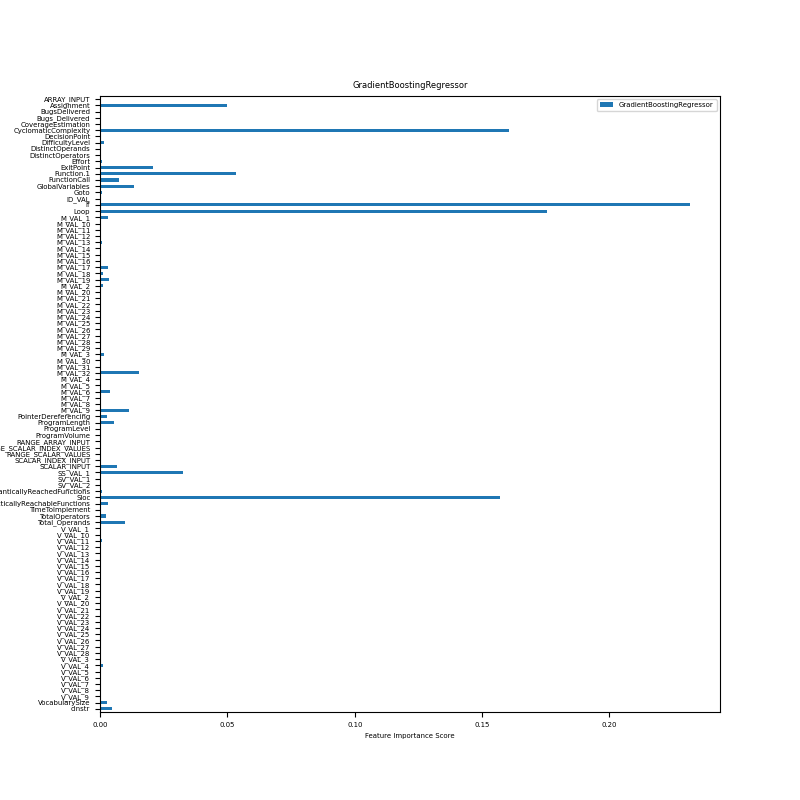 GradientBoostingRegressor
GradientBoostingRegressor
ARRAY_INPUT
Assignment
BugsDelivered
Bugs_Delivered
CoverageEstimation
CyclomaticComplexity
DecisionPoint
DifficultyLevel
DistinctOperands
DistinctOperators
Effort
ExitPoint
Function.1
FunctionCall
GlobalVariables
Goto
ID_VAL
If
Loop
M_VAL_1
M_VAL_10
M_VAL_11
M_VAL_12
M_VAL_13
M_VAL_14
M_VAL_15
M_VAL_16
M_VAL_17
M_VAL_18
M_VAL_19
M_VAL_2
M_VAL_20
M_VAL_21
M_VAL_22
M_VAL_23
M_VAL_24
M_VAL_25
M_VAL_26
M_VAL_27
M_VAL_28
M_VAL_29
M_VAL_3
M_VAL_30
M_VAL_31
M_VAL_32
M_VAL_4
M_VAL_5
M_VAL_6
M_VAL_7
M_VAL_8
M_VAL_9
PointerDereferencing
ProgramLength
ProgramLevel
ProgramVolume
RANGE_ARRAY_INPUT
E_SCALAR_INDEX_VALUES
RANGE_SCALAR_VALUES
SCALAR_INDEX_INPUT
SCALAR_INPUT
SS_VAL_1
SV_VAL_1
SV_VAL_2
anticallyReachedFunctions
Sloc
ticallyReachableFunctions
TimeToImplement
TotalOperators
Total_Operands
V_VAL_1
V_VAL_10
V_VAL_11
V_VAL_12
V_VAL_13
V_VAL_14
V_VAL_15
V_VAL_16
V_VAL_17
V_VAL_18
V_VAL_19
V_VAL_2
V_VAL_20
V_VAL_21
V_VAL_22
V_VAL_23
V_VAL_24
V_VAL_25
V_VAL_26
V_VAL_27
V_VAL_28
V_VAL_3
V_VAL_4
V_VAL_5
V_VAL_6
V_VAL_7
V_VAL_8
V_VAL_9
VocabularySize
cinstr
0.00 0.05 0.10 0.15 0.20
Feature Importance Score